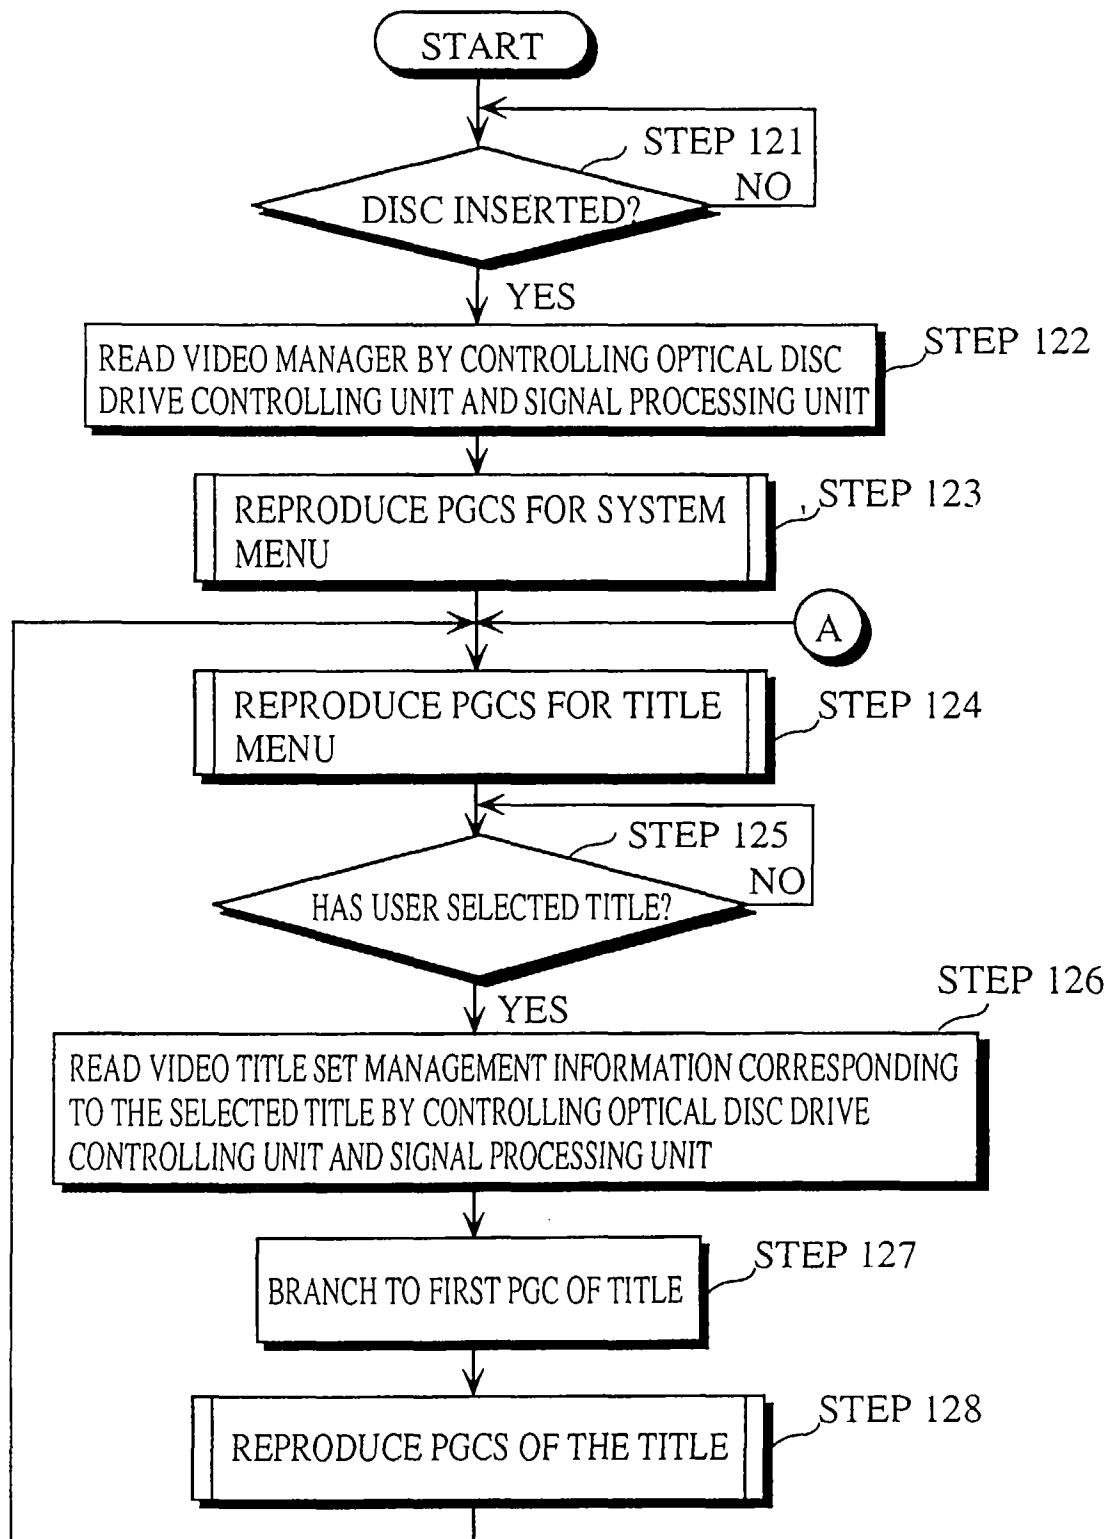 START
STEP 121
NO
DISC INSERTED?
YES
STEP 122
READ VIDEO MANAGER BY CONTROLLING OPTICAL DISC
DRIVE CONTROLLING UNIT AND SIGNAL PROCESSING UNIT
STEP 123
REPRODUCE PGCS FOR SYSTEM
MENU
A
STEP 124
REPRODUCE PGCS FOR TITLE
MENU
STEP 125
NO
HAS USER SELECTED TITLE?
YES
STEP 126
READ VIDEO TITLE SET MANAGEMENT INFORMATION CORRESPONDING
TO THE SELECTED TITLE BY CONTROLLING OPTICAL DISC DRIVE
CONTROLLING UNIT AND SIGNAL PROCESSING UNIT
STEP 127
BRANCH TO FIRST PGC OF TITLE
STEP 128
REPRODUCE PGCS OF THE TITLE